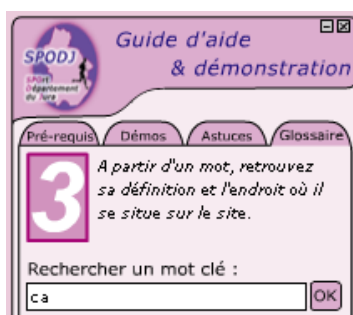 Guide d'aide
& démonstration
SPODJ
SPOrt
Département
du Jura
Pré-requis
Démos
Astuces
Glossaire
3
A partir d'un mot, retrouvez
sa définition et l'endroit où il
se situe sur le site.
Rechercher un mot clé :
ca
OK